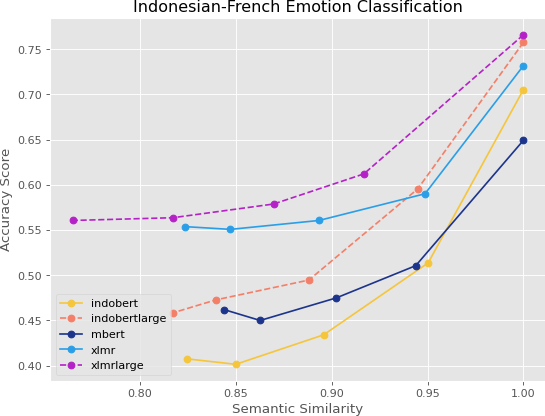 Indonesian-French Emotion Classification
Accuracy Score
0.75
0.70
0.65
0.60
0.55
0.50
0.45
0.40
indobert
indobertlarge
mbert
xlmr
xlmrlarge
0.80 0.85 0.90 0.95 1.00
Semantic Similarity